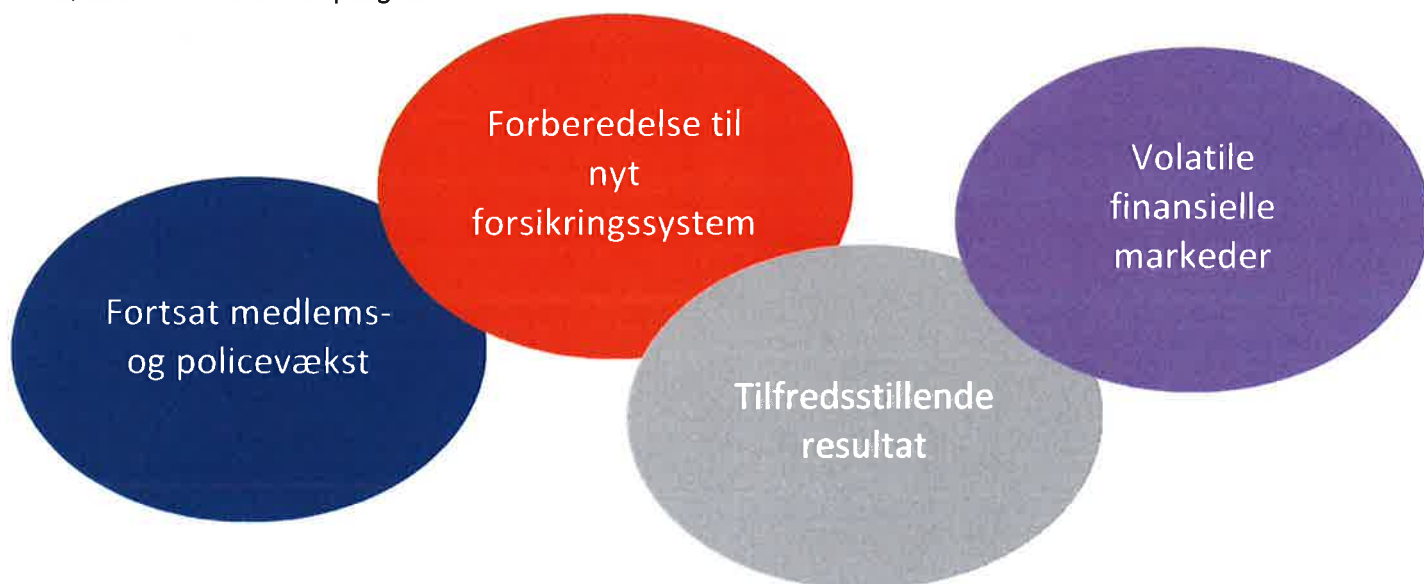 Forberedelse til
nyt
forsikringssystem
Volatile
finansielle
markeder
Fortsat medlems-
og policevækst
Tilfredsstillende
resultat